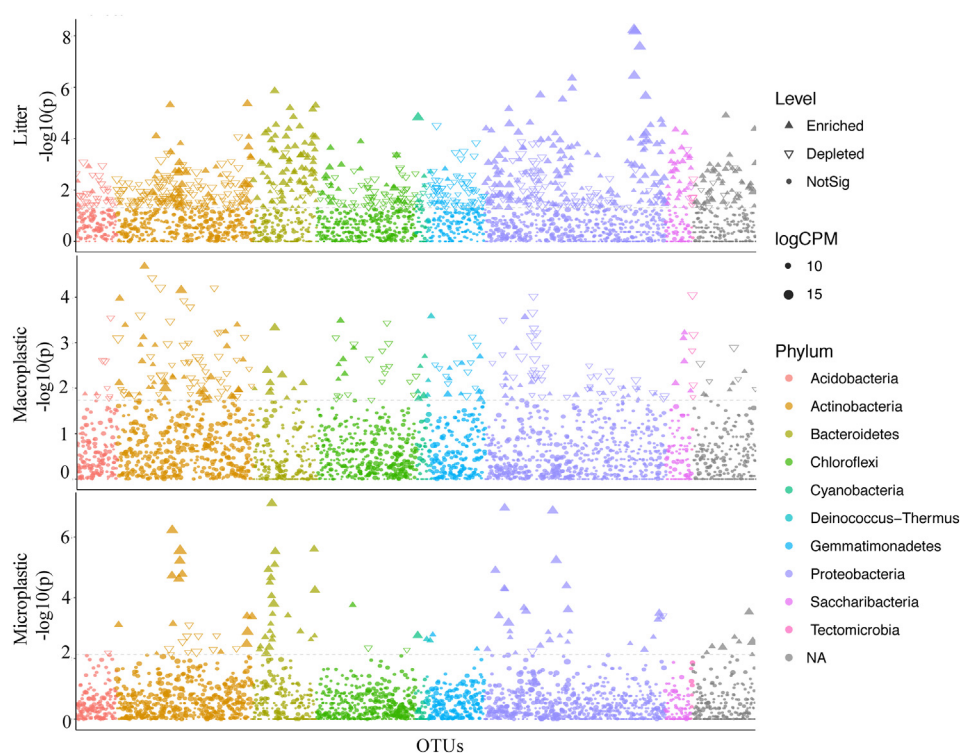 8
6
4
2
0
Litter
-log10(p)
4
3
2
1
0
Macroplastic
-log10(p)
6
4
2
0
Microplastic
-log10(p)
OTUs
Level
Enriched
Depleted
NotSig
logCPM
10
15
Phylum
Acidobacteria
Actinobacteria
Bacteroidetes
Chloroflexi
Cyanobacteria
Deinococcus−Thermus
Gemmatimonadetes
Proteobacteria
Saccharibacteria
Tectomicrobia
NA